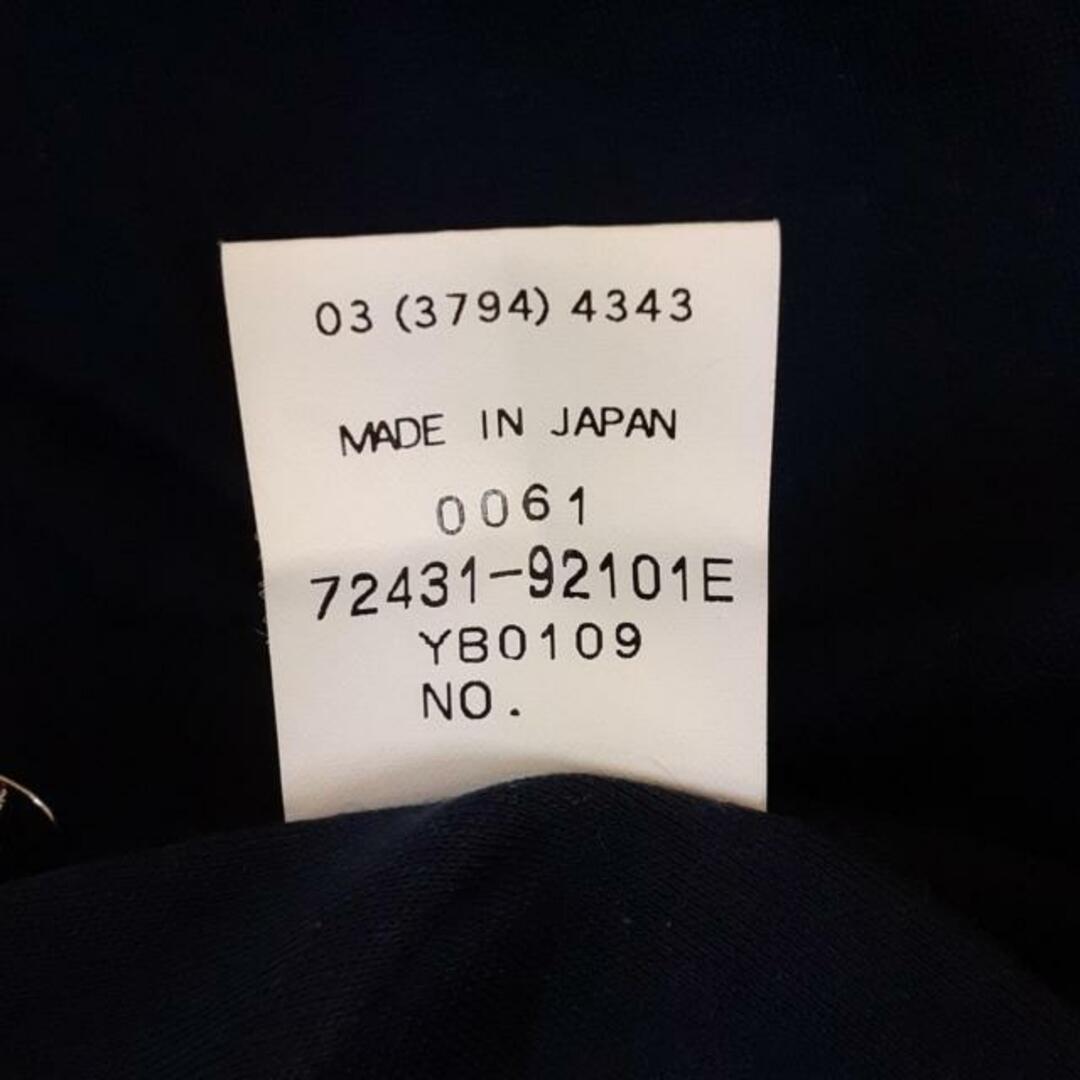 03 (3794) 4343
MADE IN JAPAN
0061
72431-92101E
YB0109
NO.